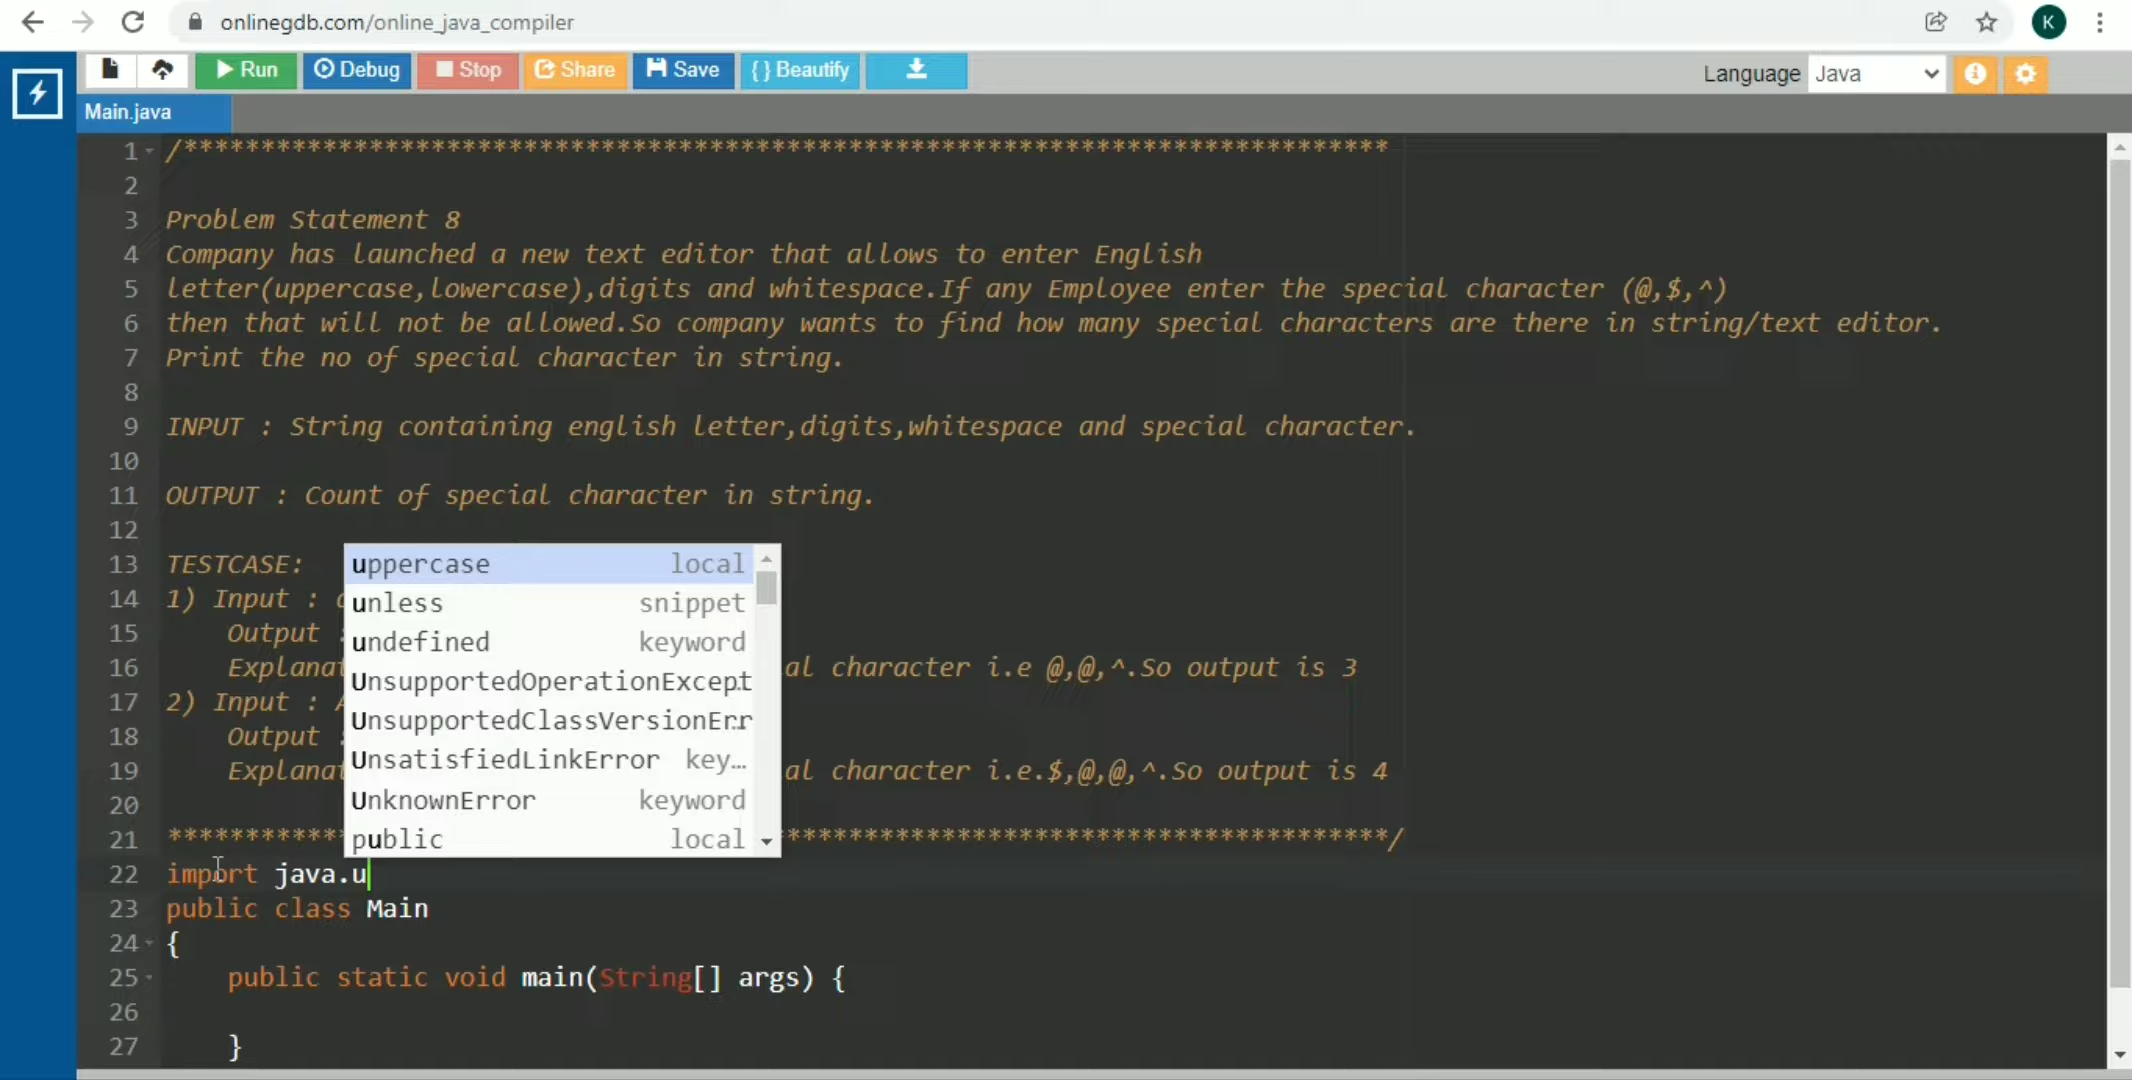 onlinegdb.com/online_java_compiler
K
Run Debug Stop Share Save { } Beautify
Language Java
Main.java
1 /******************************************************************************
2
3 Problem Statement 8
4 Company has launched a new text editor that allows to enter English
5 letter(uppercase,lowercase),digits and whitespace.If any Employee enter the special character (@,$,^)
6 then that will not be allowed.So company wants to find how many special characters are there in string/text editor.
7 Print the no of special character in string.
8
9 INPUT : String containing english letter,digits,whitespace and special character.
10
11 OUTPUT : Count of special character in string.
12
13 TESTCASE:
uppercase local
14 1) Input :
unless snippet
15 Output :
undefined keyword
16 Explanat al character i.e @,@,^.So output is 3
UnsupportedOperationExcept…
17 2) Input : A
UnsupportedClassVersionErr…
18 Output :
UnsatisfiedLinkError key…
19 Explanat al character i.e.$,@,@,^.So output is 4
20
UnknownError keyword
21 ************ ****************************************/
public local
22 import java.u
23 public class Main
24 {
25 public static void main(String[] args) {
26
27 }